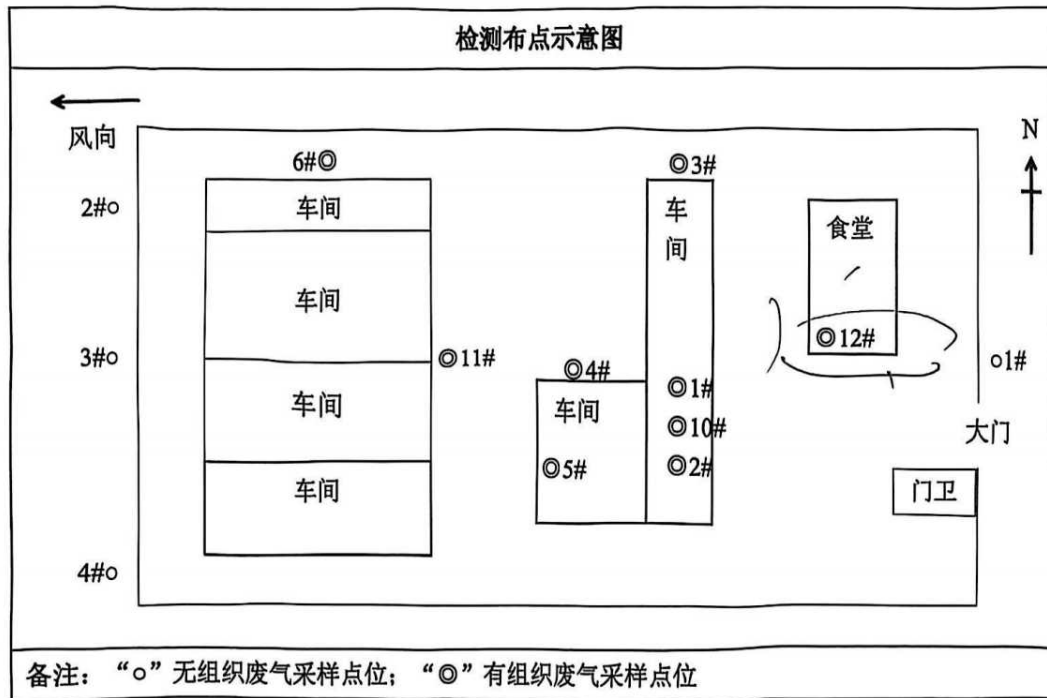 检测布点示意图
风向
N
6#◎
◎3#
2#○
车间
车间
食堂
车间
◎12#
3#○
◎11#
○1#
◎4#
◎1#
车间
车间
◎10#
大门
◎5#
◎2#
车间
门卫
4#○
备注：“○”无组织废气采样点位；“◎”有组织废气采样点位